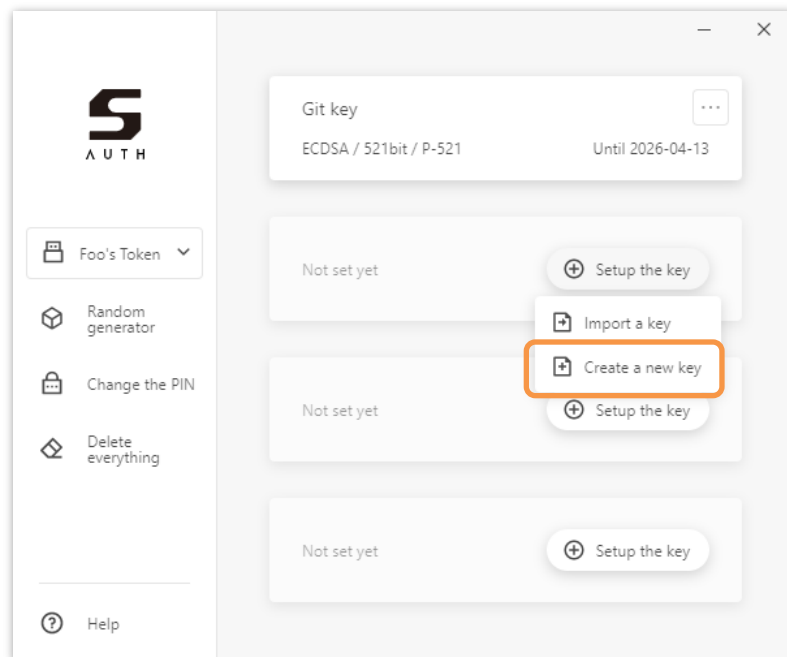 S
AUTH
Foo's Token
Random
generator
Change the PIN
Delete
everything
Help
Git key
ECDSA / 521bit / P-521
Until 2026-04-13
Not set yet
Setup the key
Import a key
Create a new key
Not set yet
Setup the key
Not set yet
Setup the key